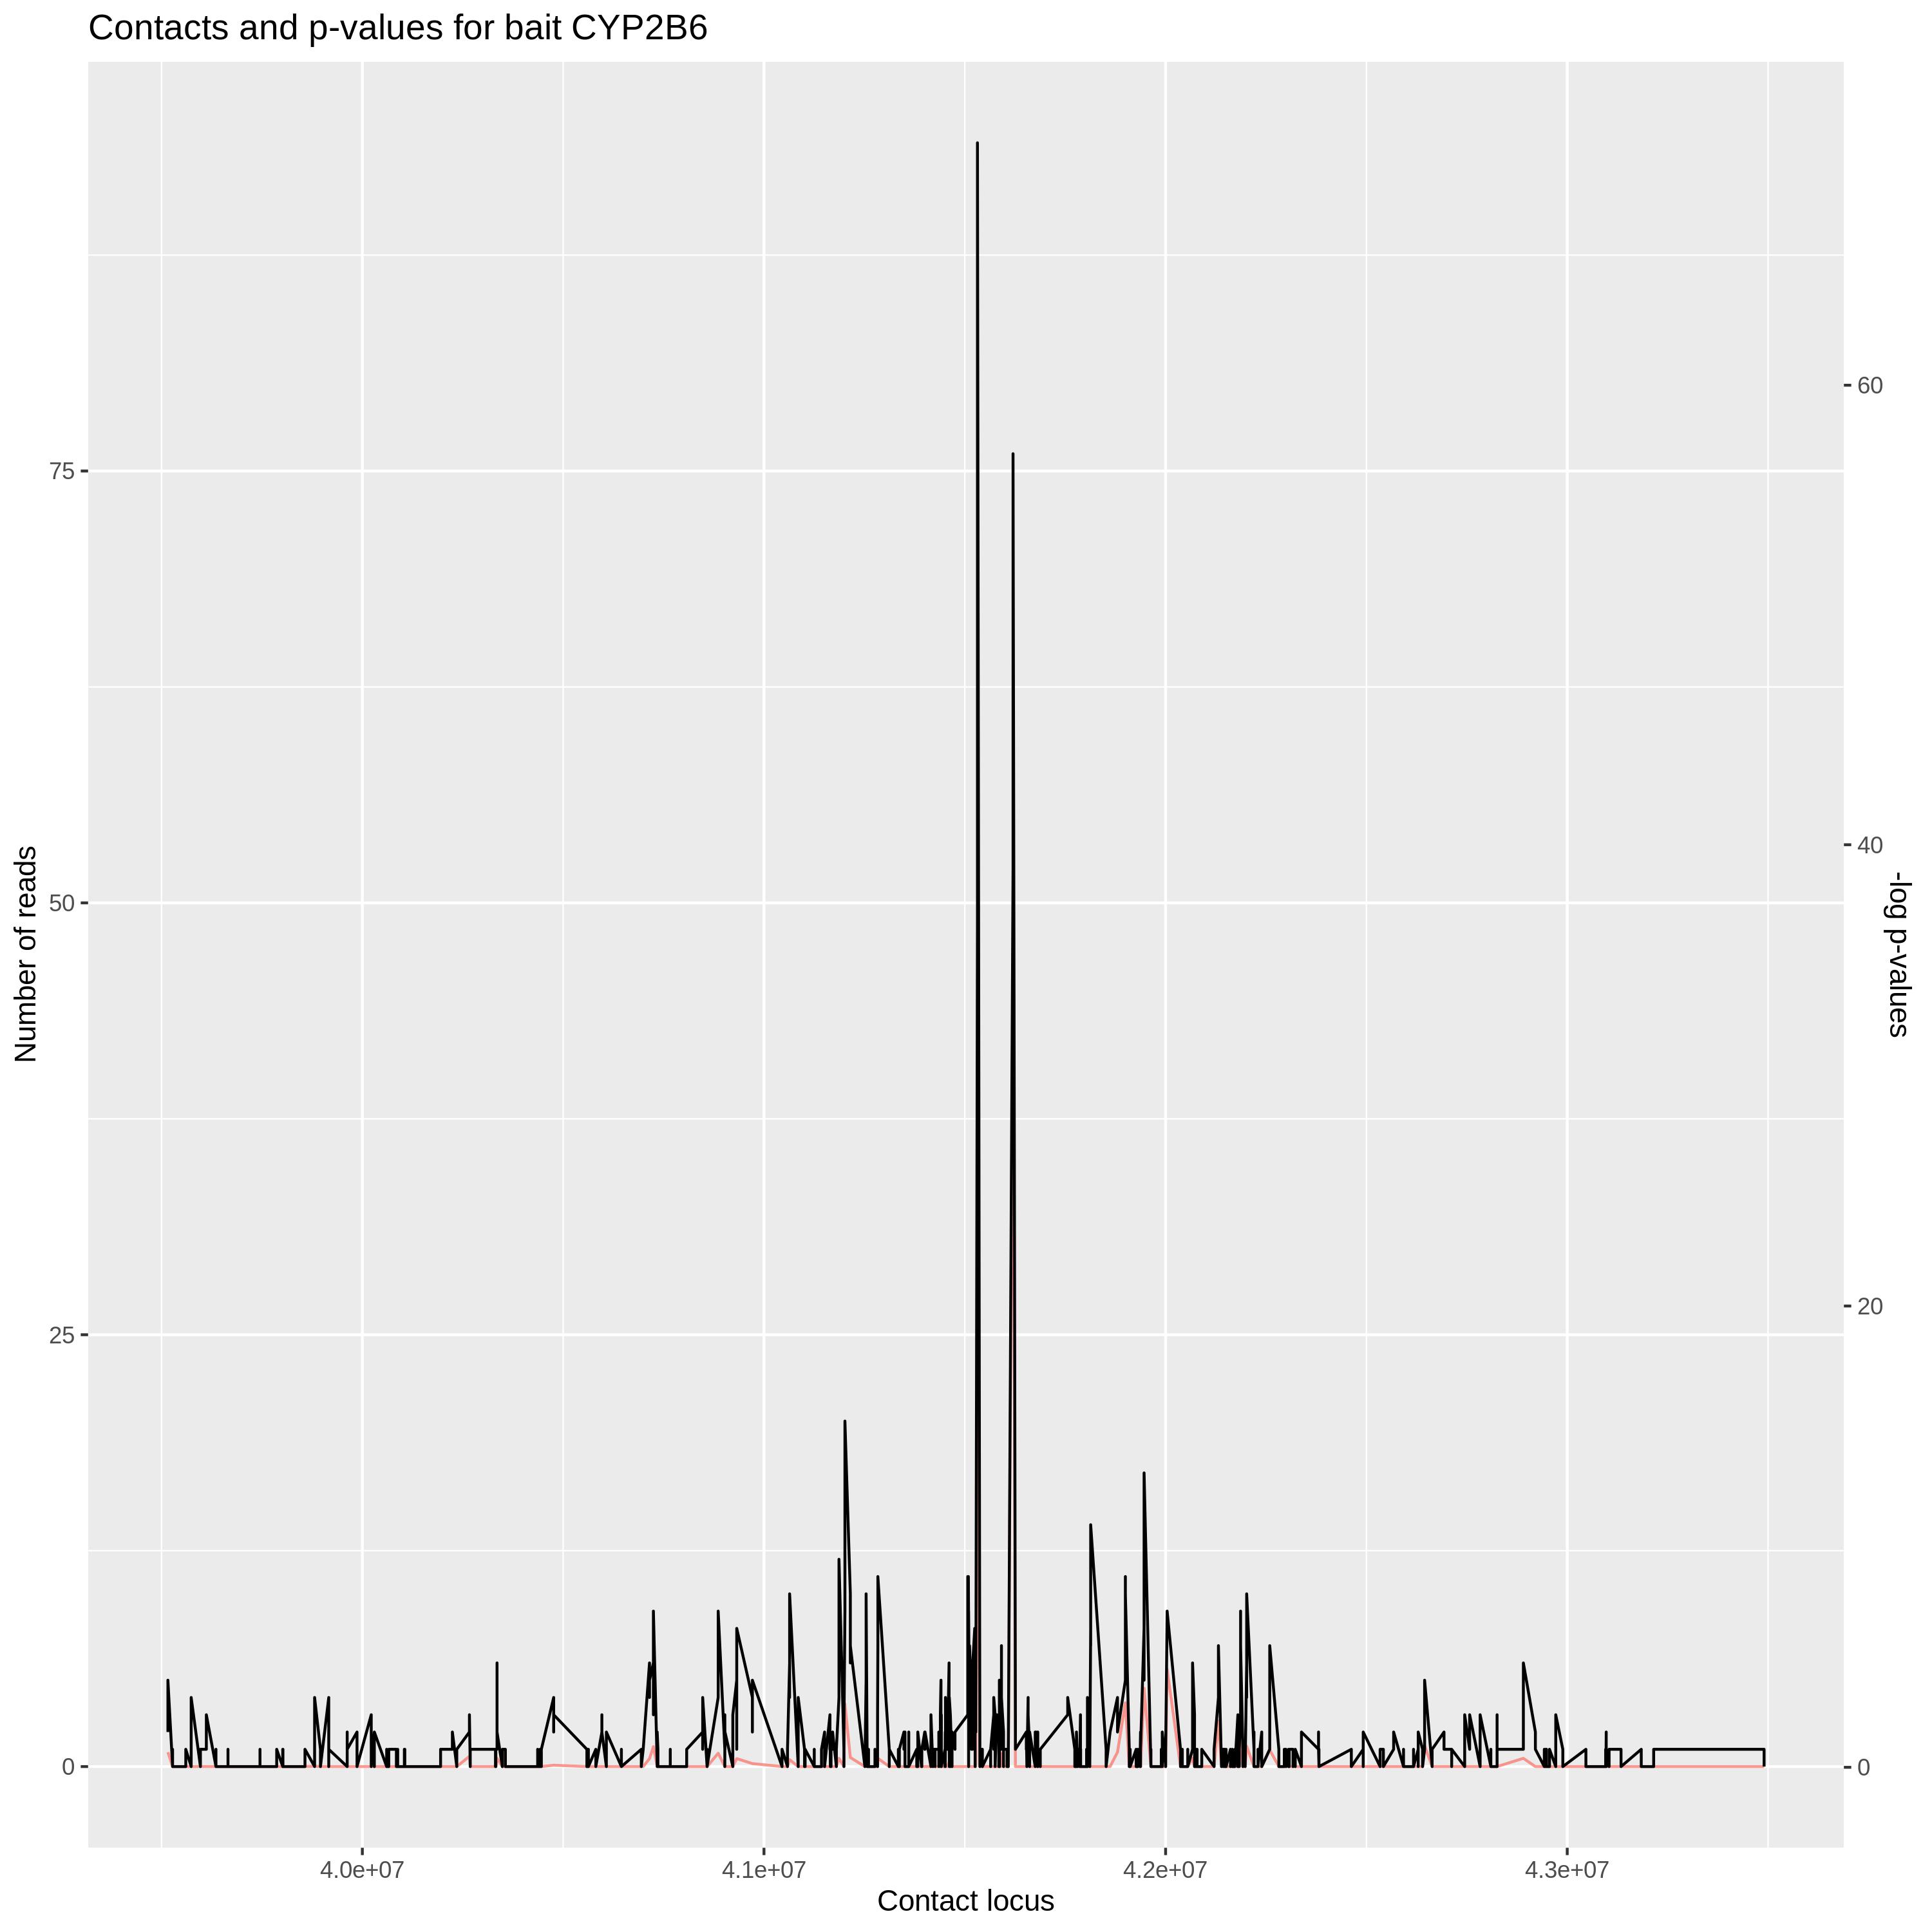 Contacts and p-values for bait CYP2B6
Number of reads
75
50
25
0
60
40
20
0
-log p-values
4.0e+07
4.1e+07
4.2e+07
4.3e+07
Contact locus